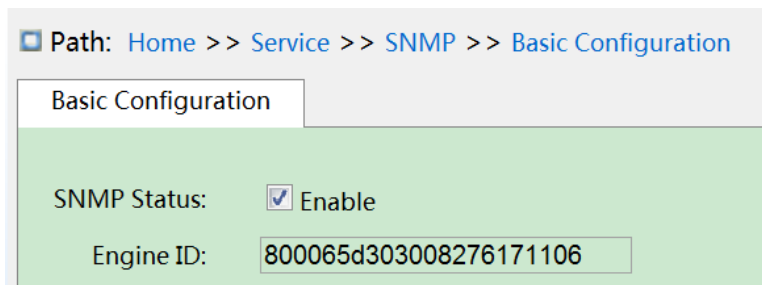 Path: Home >> Service >> SNMP >> Basic Configuration
Basic Configuration
SNMP Status: Enable
Engine ID: 800065d303008276171106